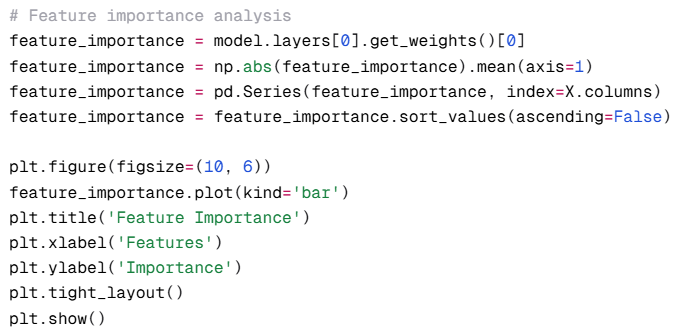 # Feature importance analysis
feature_importance = model.layers[0].get_weights()[0]
feature_importance = np.abs(feature_importance).mean(axis=1)
feature_importance = pd.Series(feature_importance, index=X.columns)
feature_importance = feature_importance.sort_values(ascending=False)
plt.figure(figsize=(10, 6))
feature_importance.plot(kind='bar')
plt.title('Feature Importance')
plt.xlabel('Features')
plt.ylabel('Importance')
plt.tight_layout()
plt.show()